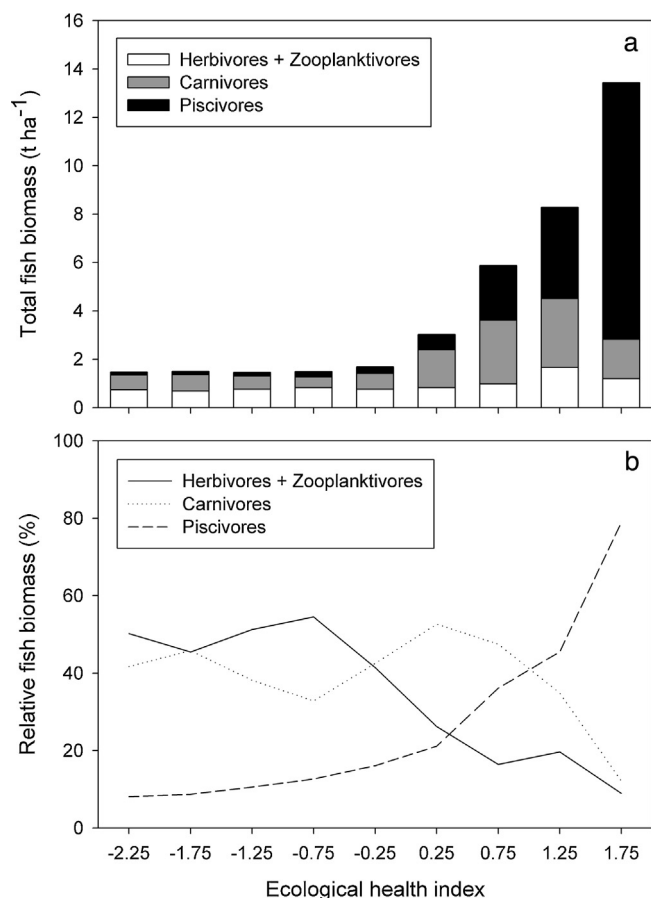 a
Herbivores + Zooplanktivores
Carnivores
Piscivores
Total fish biomass (t ha⁻¹)
16
14
12
10
8
6
4
2
0
b
Herbivores + Zooplanktivores
Carnivores
Piscivores
Relative fish biomass (%)
100
80
60
40
20
0
-2.25 -1.75 -1.25 -0.75 -0.25 0.25 0.75 1.25 1.75
Ecological health index